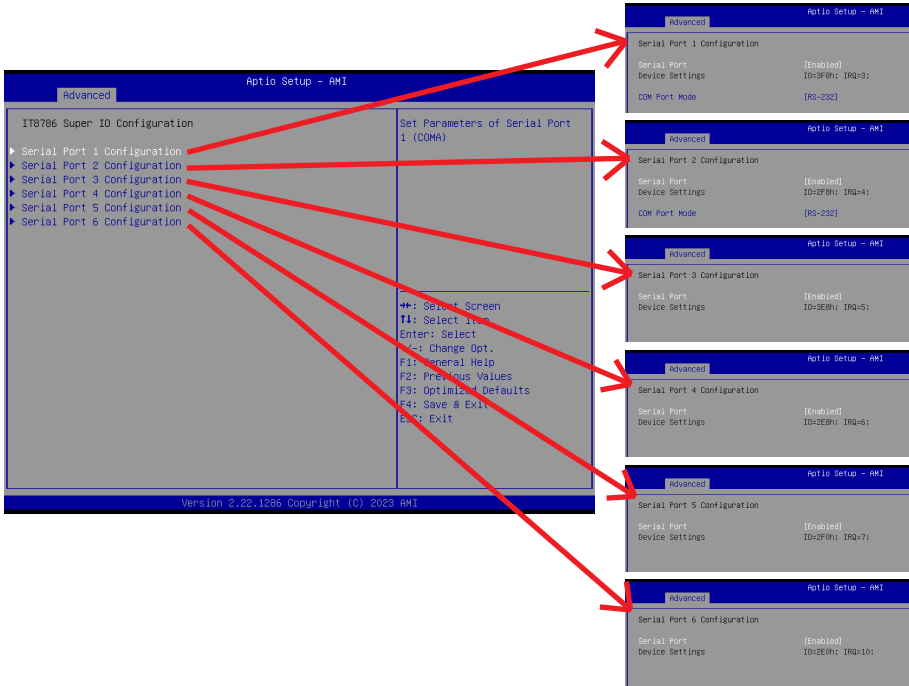 Aptio Setup - AMI
Advanced
IT8786 Super IO Configuration
Serial Port 1 Configuration
Serial Port 2 Configuration
Serial Port 3 Configuration
Serial Port 4 Configuration
Serial Port 5 Configuration
Serial Port 6 Configuration
Set Parameters of Serial Port
1 (COMA)
→←: Select Screen
↑↓: Select Item
Enter: Select
/-: Change Opt.
F1: General Help
F2: Previous Values
F3: Optimized Defaults
F4: Save & Exit
ESC: Exit
Version 2.22.1286 Copyright (C) 2023 AMI
Aptio Setup - AMI
Advanced
Serial Port 1 Configuration
Serial Port [Enabled]
Device Settings IO=3F8h; IRQ=3;
COM Port Mode [RS-232]
Aptio Setup - AMI
Advanced
Serial Port 2 Configuration
Serial Port [Enabled]
Device Settings IO=2F8h; IRQ=4;
COM Port Mode [RS-232]
Aptio Setup - AMI
Advanced
Serial Port 3 Configuration
Serial Port [Enabled]
Device Settings IO=3E8h; IRQ=5;
Aptio Setup - AMI
Advanced
Serial Port 4 Configuration
Serial Port [Enabled]
Device Settings IO=2E8h; IRQ=6;
Aptio Setup - AMI
Advanced
Serial Port 5 Configuration
Serial Port [Enabled]
Device Settings IO=2F0h; IRQ=7;
Aptio Setup - AMI
Advanced
Serial Port 6 Configuration
Serial Port [Enabled]
Device Settings IO=2E0h; IRQ=10;